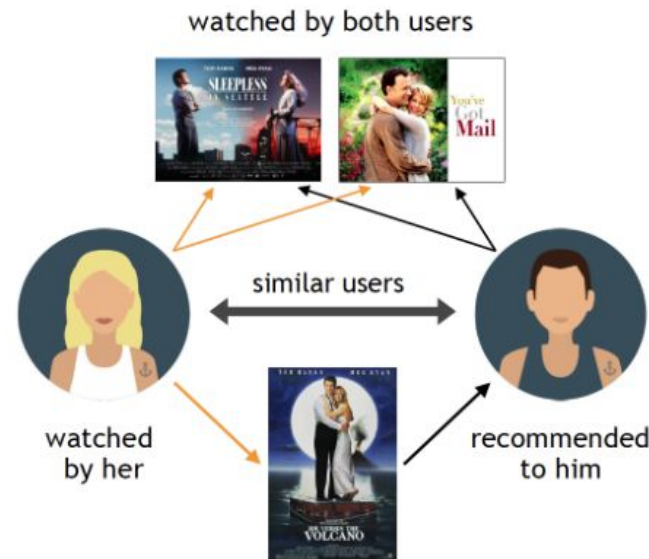 watched by both users
SLEEPLESS
IN SEATTLE
You've
Got
Mail
similar users
watched
by her
recommended
to him
VOLCANO